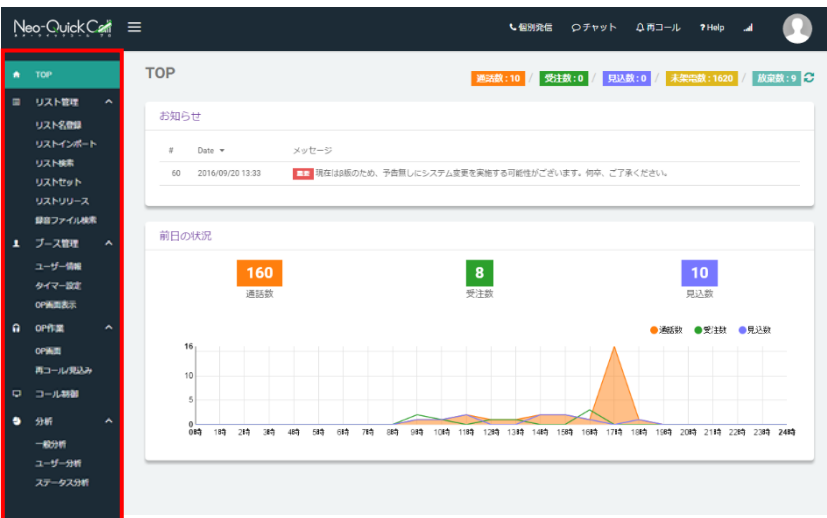 Neo-QuickCall
個別発信 チャット 再コール ?Help
TOP
リスト管理
リスト名登録
リストインポート
リスト検索
リストセット
リストリリース
録音ファイル検索
ブース管理
ユーザー情報
タイマー設定
OP画面表示
OP作業
OP画面
再コール/見込み
コール制御
分析
一般分析
ユーザー分析
ステータス分析
TOP
通話数 : 10 / 受注数 : 0 / 見込数 : 0 / 未架電数 : 1620 / 放棄数 : 9
お知らせ
# Date メッセージ
60 2016/09/20 13:33 重要 現在はβ版のため、予告無しにシステム変更を実施する可能性がございます。何卒、ご了承ください。
前日の状況
160 8 10
通話数 受注数 見込数
通話数 受注数 見込数
16
10
5
0
0時 1時 2時 3時 4時 5時 6時 7時 8時 9時 10時 11時 12時 13時 14時 15時 16時 17時 18時 19時 20時 21時 22時 23時 24時